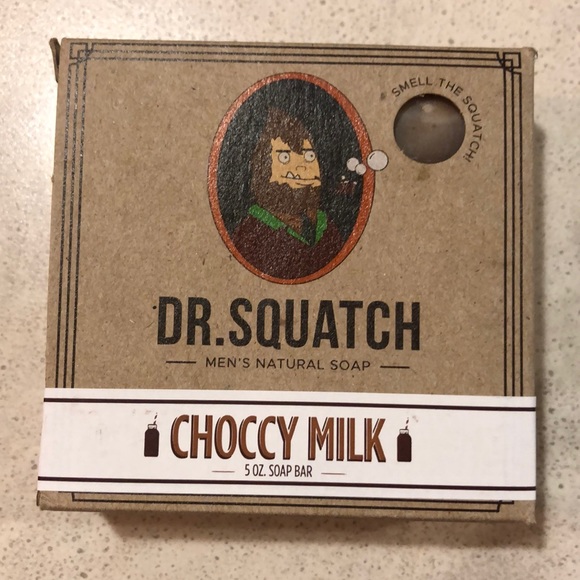 SMELL THE SQUATCH!
DR.SQUATCH
MEN'S NATURAL SOAP
CHOCCY MILK
5 OZ. SOAP BAR